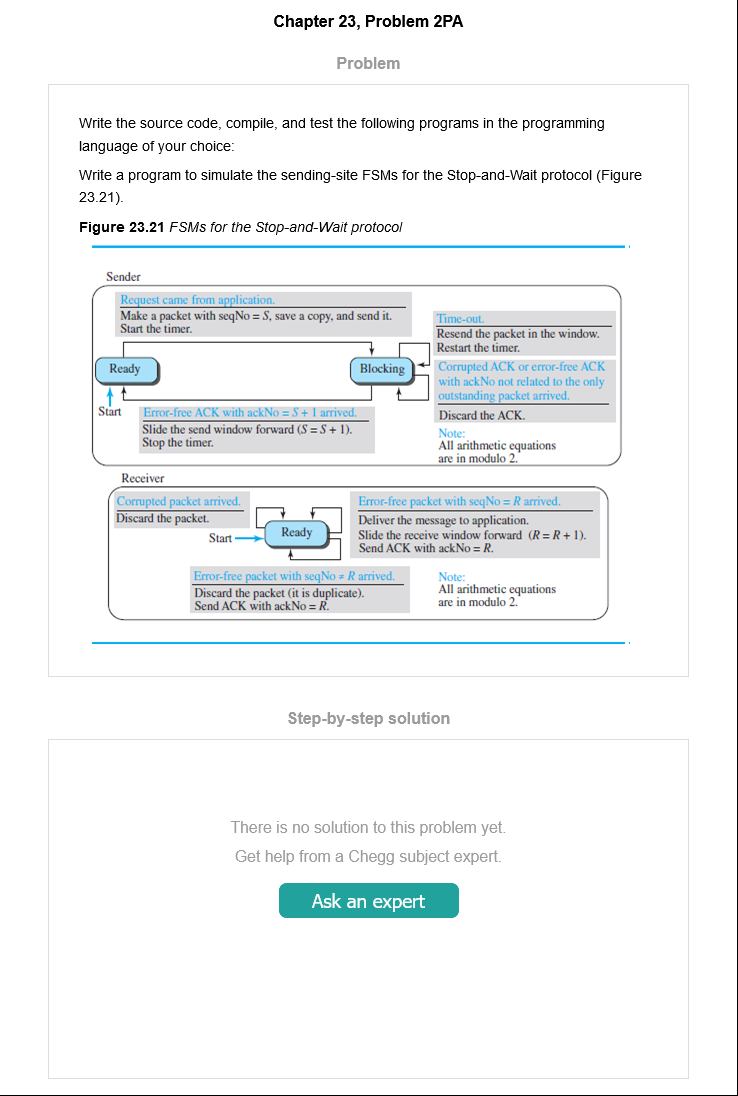 Chapter 23, Problem 2PA
Problem
Write the source code, compile, and test the following programs in the programming
language of your choice:
Write a program to simulate the sending-site FSMs for the Stop-and-Wait protocol (Figure
23.21).
Figure 23.21 FSMs for the Stop-and-Wait protocol
Sender
Request came from application.
Make a packet with seqNo = S, save a copy, and send it.
Start the timer.
Time-out.
Resend the packet in the window.
Restart the timer.
Ready
Blocking
Corrupted ACK or error-free ACK
with ackNo not related to the only
outstanding packet arrived.
Discard the ACK.
Start
Error-free ACK with ackNo = S + 1 arrived.
Slide the send window forward (S = S + 1).
Stop the timer.
Note:
All arithmetic equations
are in modulo 2.
Receiver
Corrupted packet arrived.
Discard the packet.
Start
Ready
Error-free packet with seqNo = R arrived.
Deliver the message to application.
Slide the receive window forward (R = R + 1).
Send ACK with ackNo = R.
Error-free packet with seqNo ≠ R arrived.
Discard the packet (it is duplicate).
Send ACK with ackNo = R.
Note:
All arithmetic equations
are in modulo 2.
Step-by-step solution
There is no solution to this problem yet.
Get help from a Chegg subject expert.
Ask an expert